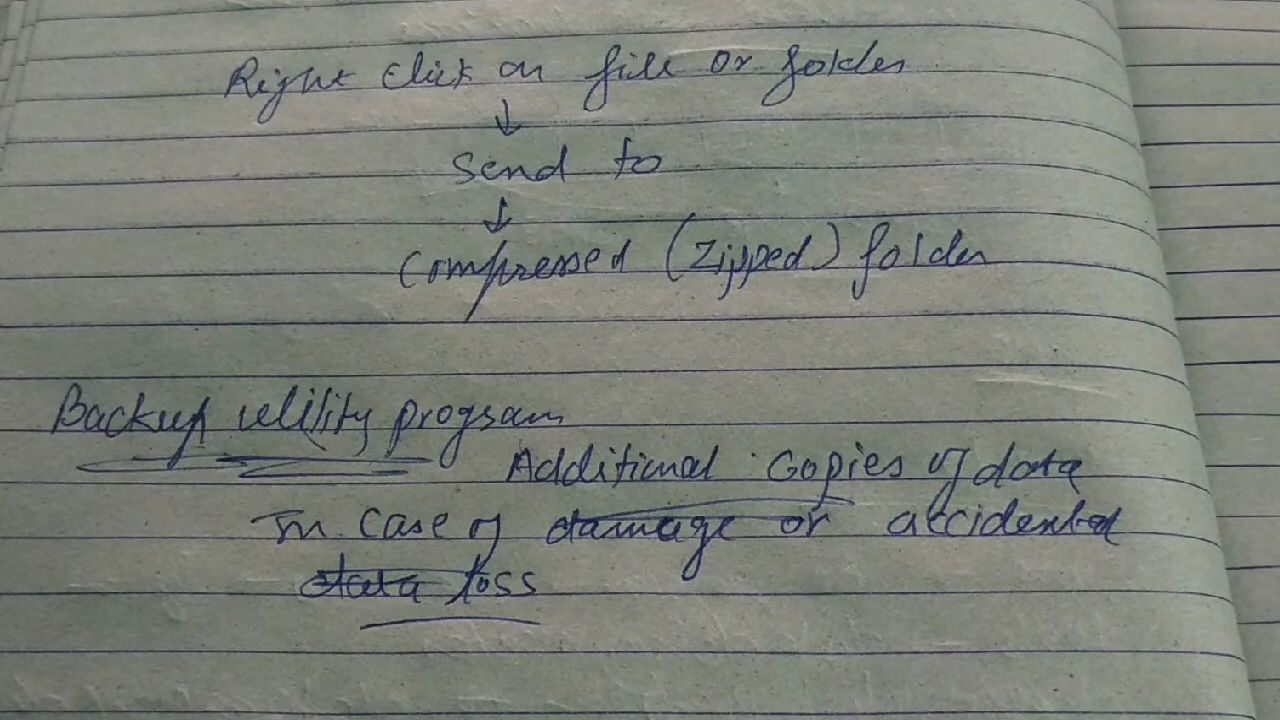 Right click on file or folder
↓
Send to
↓
Compressed (Zipped) folder
Backup utility program
Additional Copies of data
In case of damage or accidental
data loss